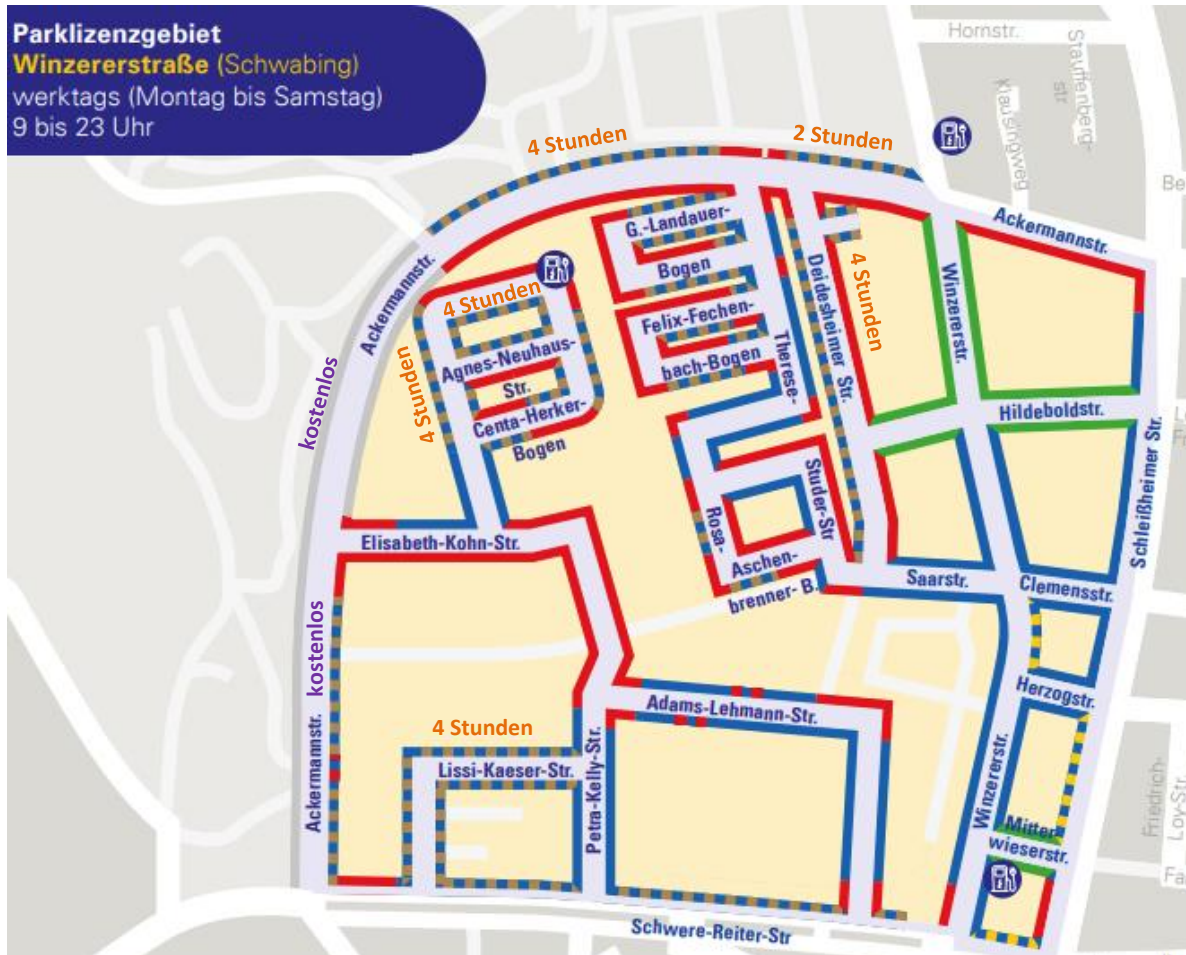 Parklizenzgebiet
Winzererstraße (Schwabing)
werktags (Montag bis Samstag)
9 bis 23 Uhr
Hornstr.
Stauffenberg-
str
Klausingweg
4 Stunden
2 Stunden
Be
Ackermannstr.
G.-Landauer-
Bogen
Ackermannstr.
4 Stunden
Felix-Fechen-
bach-Bogen
Deidesheimer Str.
4 Stunden
Winzererstr.
Therese-
Agnes-Neuhaus-
Str.
4 Stunden
Centa-Herker-
Bogen
kostenlos
Hildeboldstr.
Schleißheimer Str.
Studer-Str
Rosa-
Aschen-
brenner- B.
Elisabeth-Kohn-Str.
Saarstr.
Clemensstr.
kostenlos
Herzogstr.
Adams-Lehmann-Str.
4 Stunden
Lissi-Kaeser-Str.
Petra-Kelly-Str.
Ackermannstr.
Winzererstr.
Mitter
wieserstr.
Friedrich-
Loy-Str.
Fa
Schwere-Reiter-Str